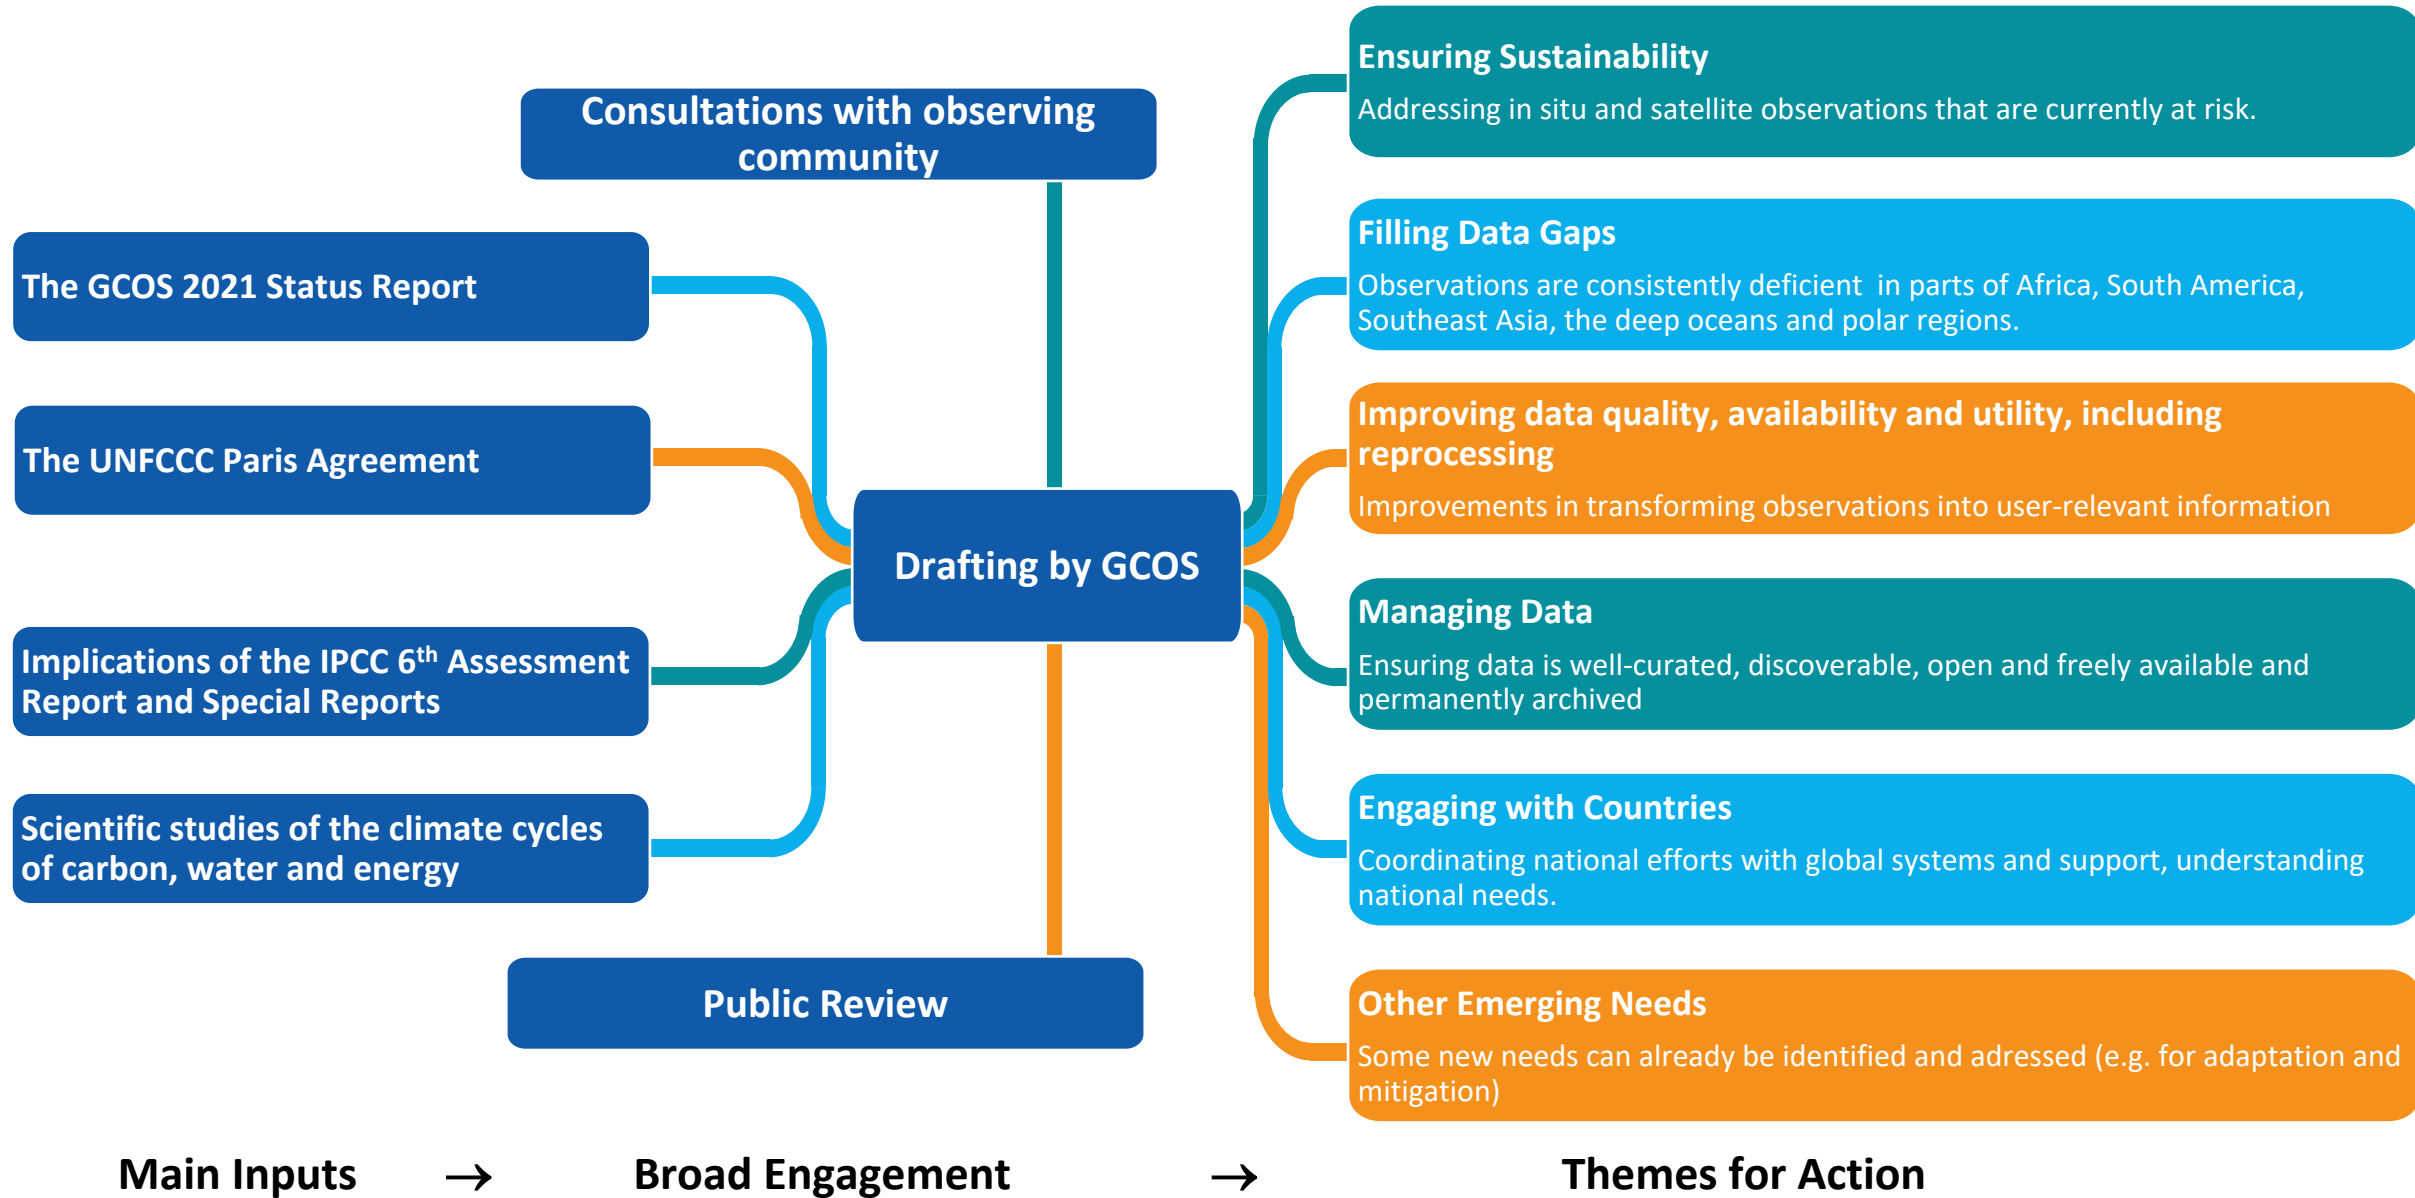 Consultations with observing
community
The GCOS 2021 Status Report
The UNFCCC Paris Agreement
Implications of the IPCC 6th Assessment
Report and Special Reports
Scientific studies of the climate cycles
of carbon, water and energy
Drafting by GCOS
Public Review
Ensuring Sustainability
Addressing in situ and satellite observations that are currently at risk.
Filling Data Gaps
Observations are consistently deficient  in parts of Africa, South America,
Southeast Asia, the deep oceans and polar regions.
Improving data quality, availability and utility, including
reprocessing
Improvements in transforming observations into user-relevant information
Managing Data
Ensuring data is well-curated, discoverable, open and freely available and
permanently archived
Engaging with Countries
Coordinating national efforts with global systems and support, understanding
national needs.
Other Emerging Needs
Some new needs can already be identified and adressed (e.g. for adaptation and
mitigation)
Main Inputs → Broad Engagement → Themes for Action